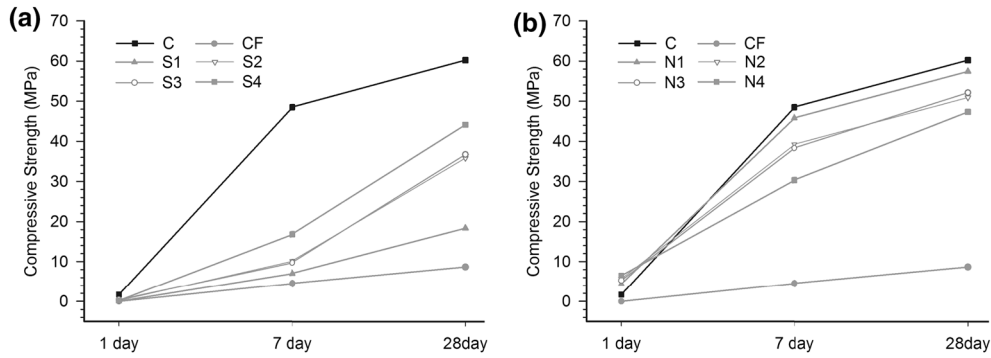 (a)
70
60
50
40
30
20
10
0
Compressive Strength (MPa)
C CF
S1 S2
S3 S4
1 day 7 day 28day
(b)
70
60
50
40
30
20
10
0
Compressive Strength (MPa)
C CF
N1 N2
N3 N4
1 day 7 day 28day